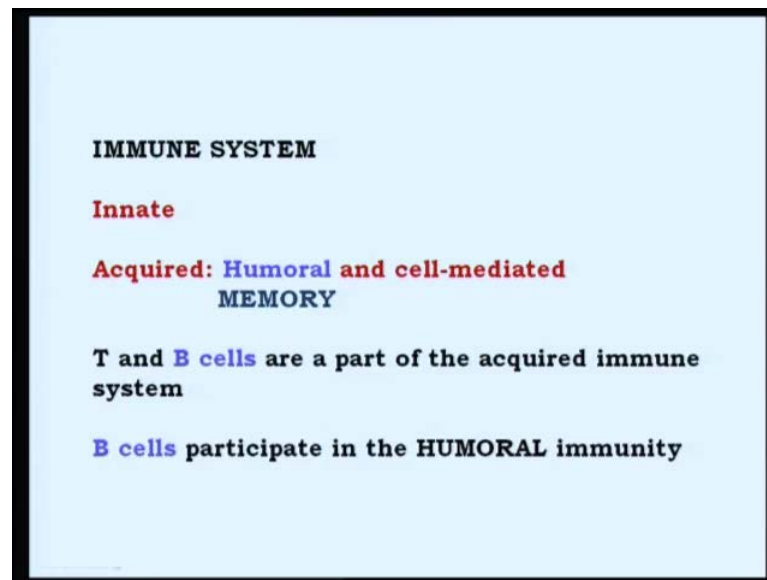 IMMUNE SYSTEM
Innate
Acquired: Humoral and cell-mediated
MEMORY
T and B cells are a part of the acquired immune
system
B cells participate in the HUMORAL immunity